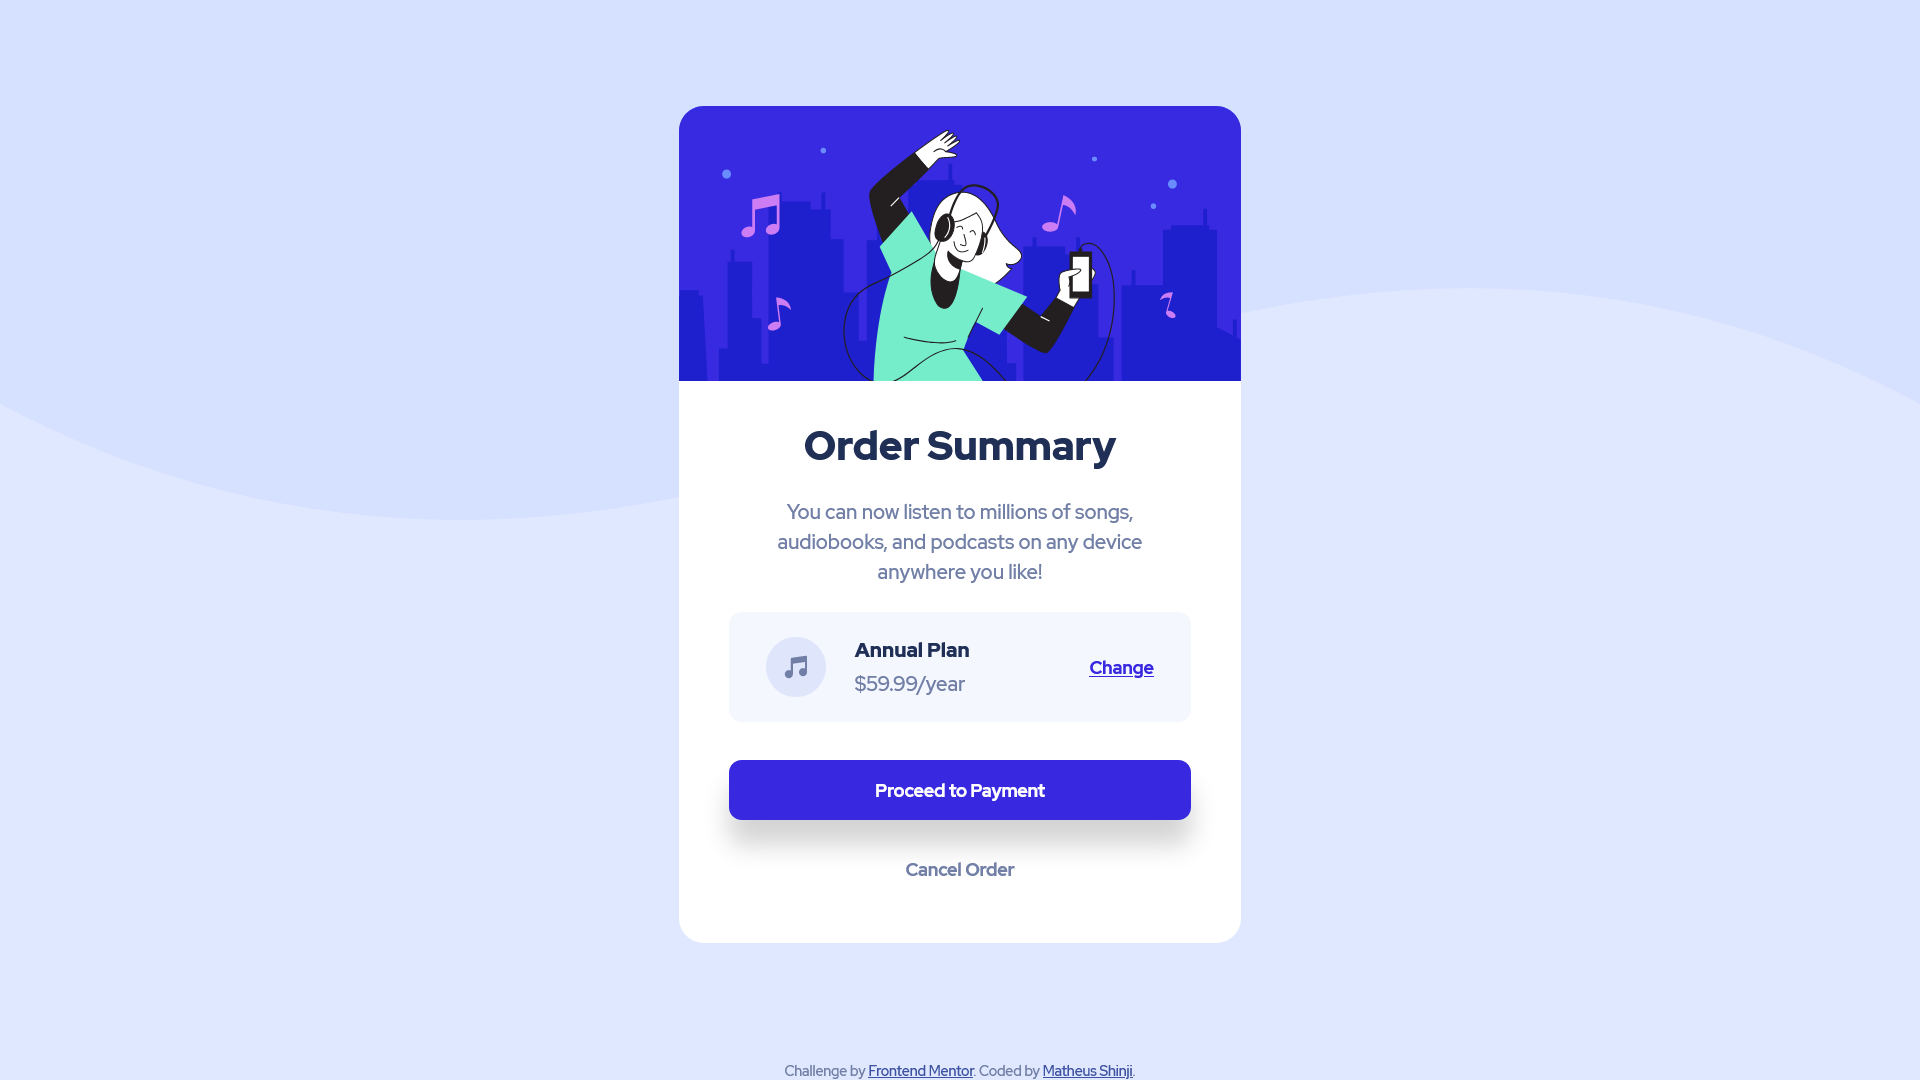 Order Summary
You can now listen to millions of songs,
audiobooks, and podcasts on any device
anywhere you like!
Annual Plan
$59.99/year
Change
Proceed to Payment
Cancel Order
Challenge by Frontend Mentor. Coded by Matheus Shinji.